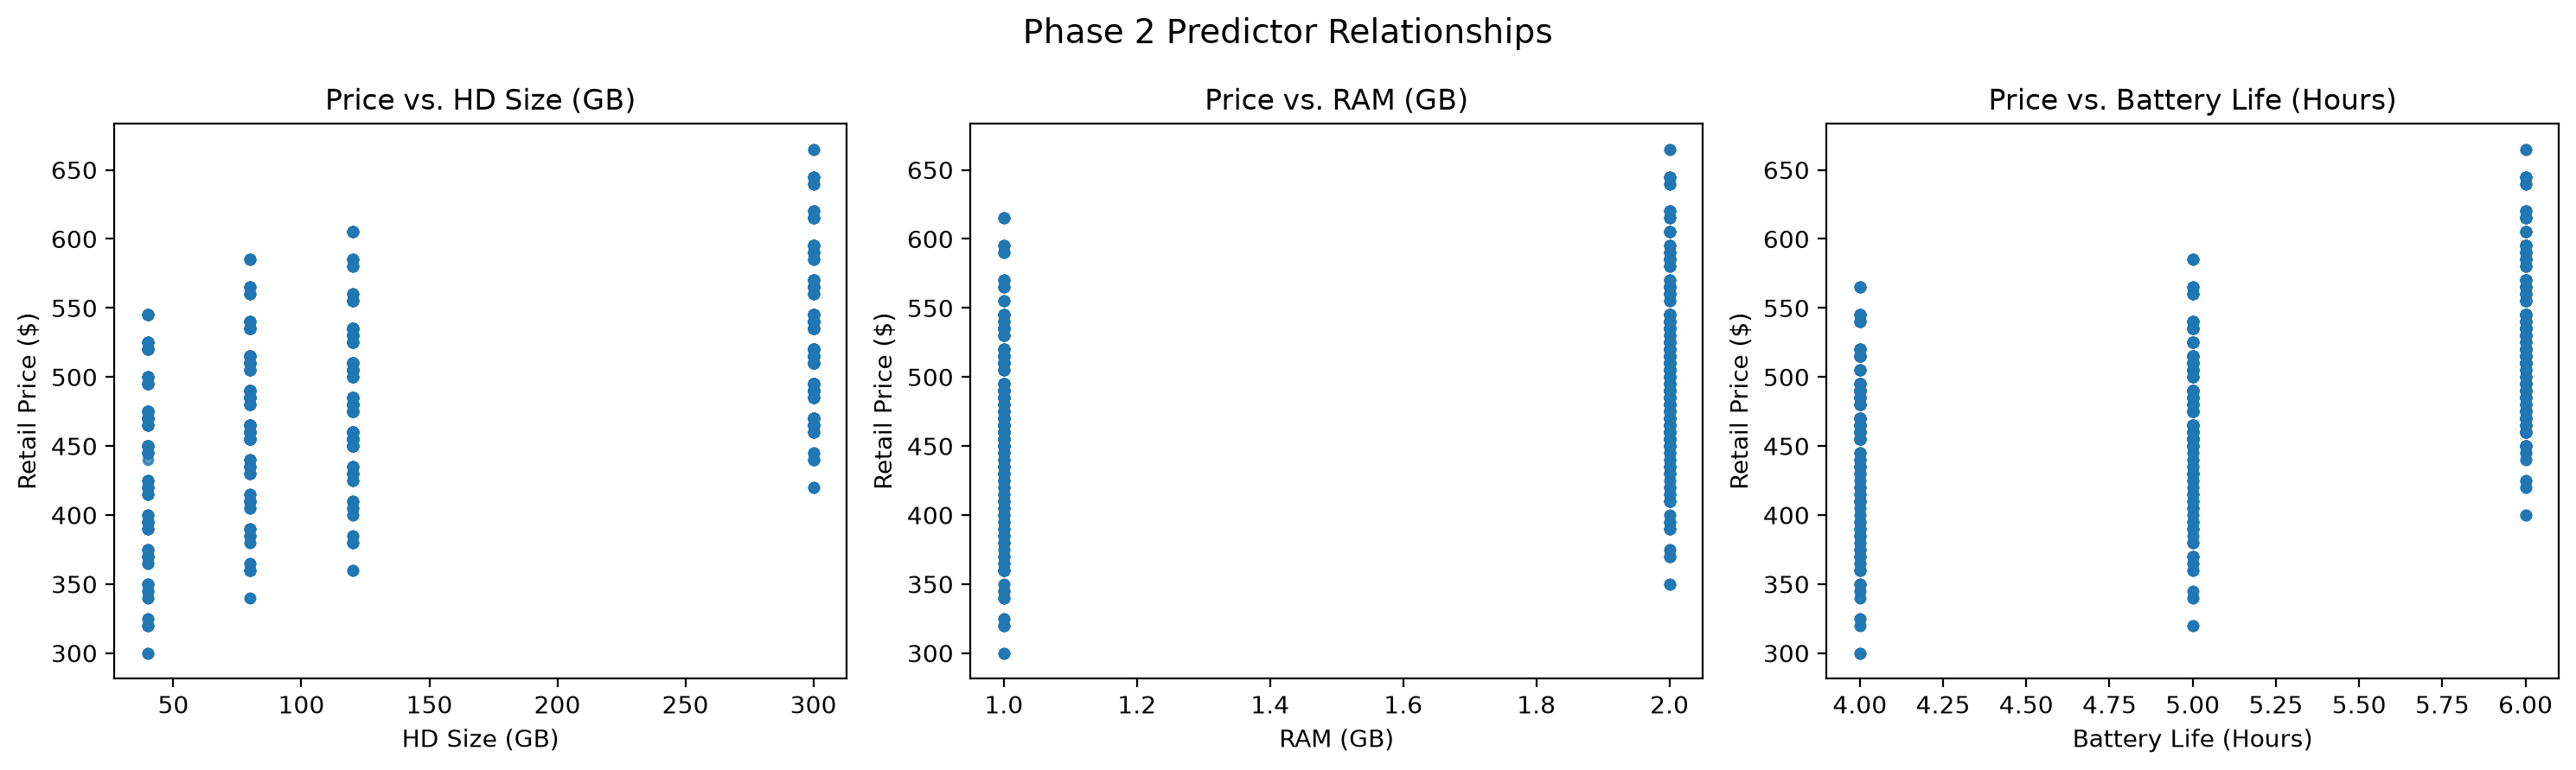 Phase 2 Predictor Relationships
Price vs. HD Size (GB)
Retail Price ($)
650
600
550
500
450
400
350
300
50 100 150 200 250 300
HD Size (GB)
Price vs. RAM (GB)
Retail Price ($)
650
600
550
500
450
400
350
300
1.0 1.2 1.4 1.6 1.8 2.0
RAM (GB)
Price vs. Battery Life (Hours)
Retail Price ($)
650
600
550
500
450
400
350
300
4.00 4.25 4.50 4.75 5.00 5.25 5.50 5.75 6.00
Battery Life (Hours)